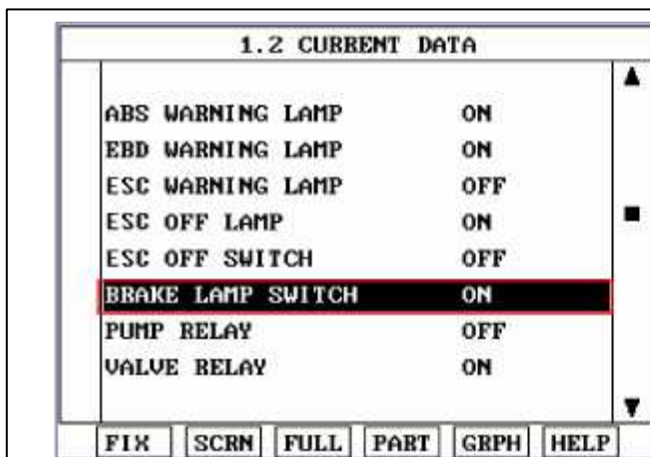 1.2 CURRENT DATA
ABS WARNING LAMP ON
EBD WARNING LAMP ON
ESC WARNING LAMP OFF
ESC OFF LAMP ON
ESC OFF SWITCH OFF
BRAKE LAMP SWITCH ON
PUMP RELAY OFF
VALVE RELAY ON
FIX SCRN FULL PART GRPH HELP